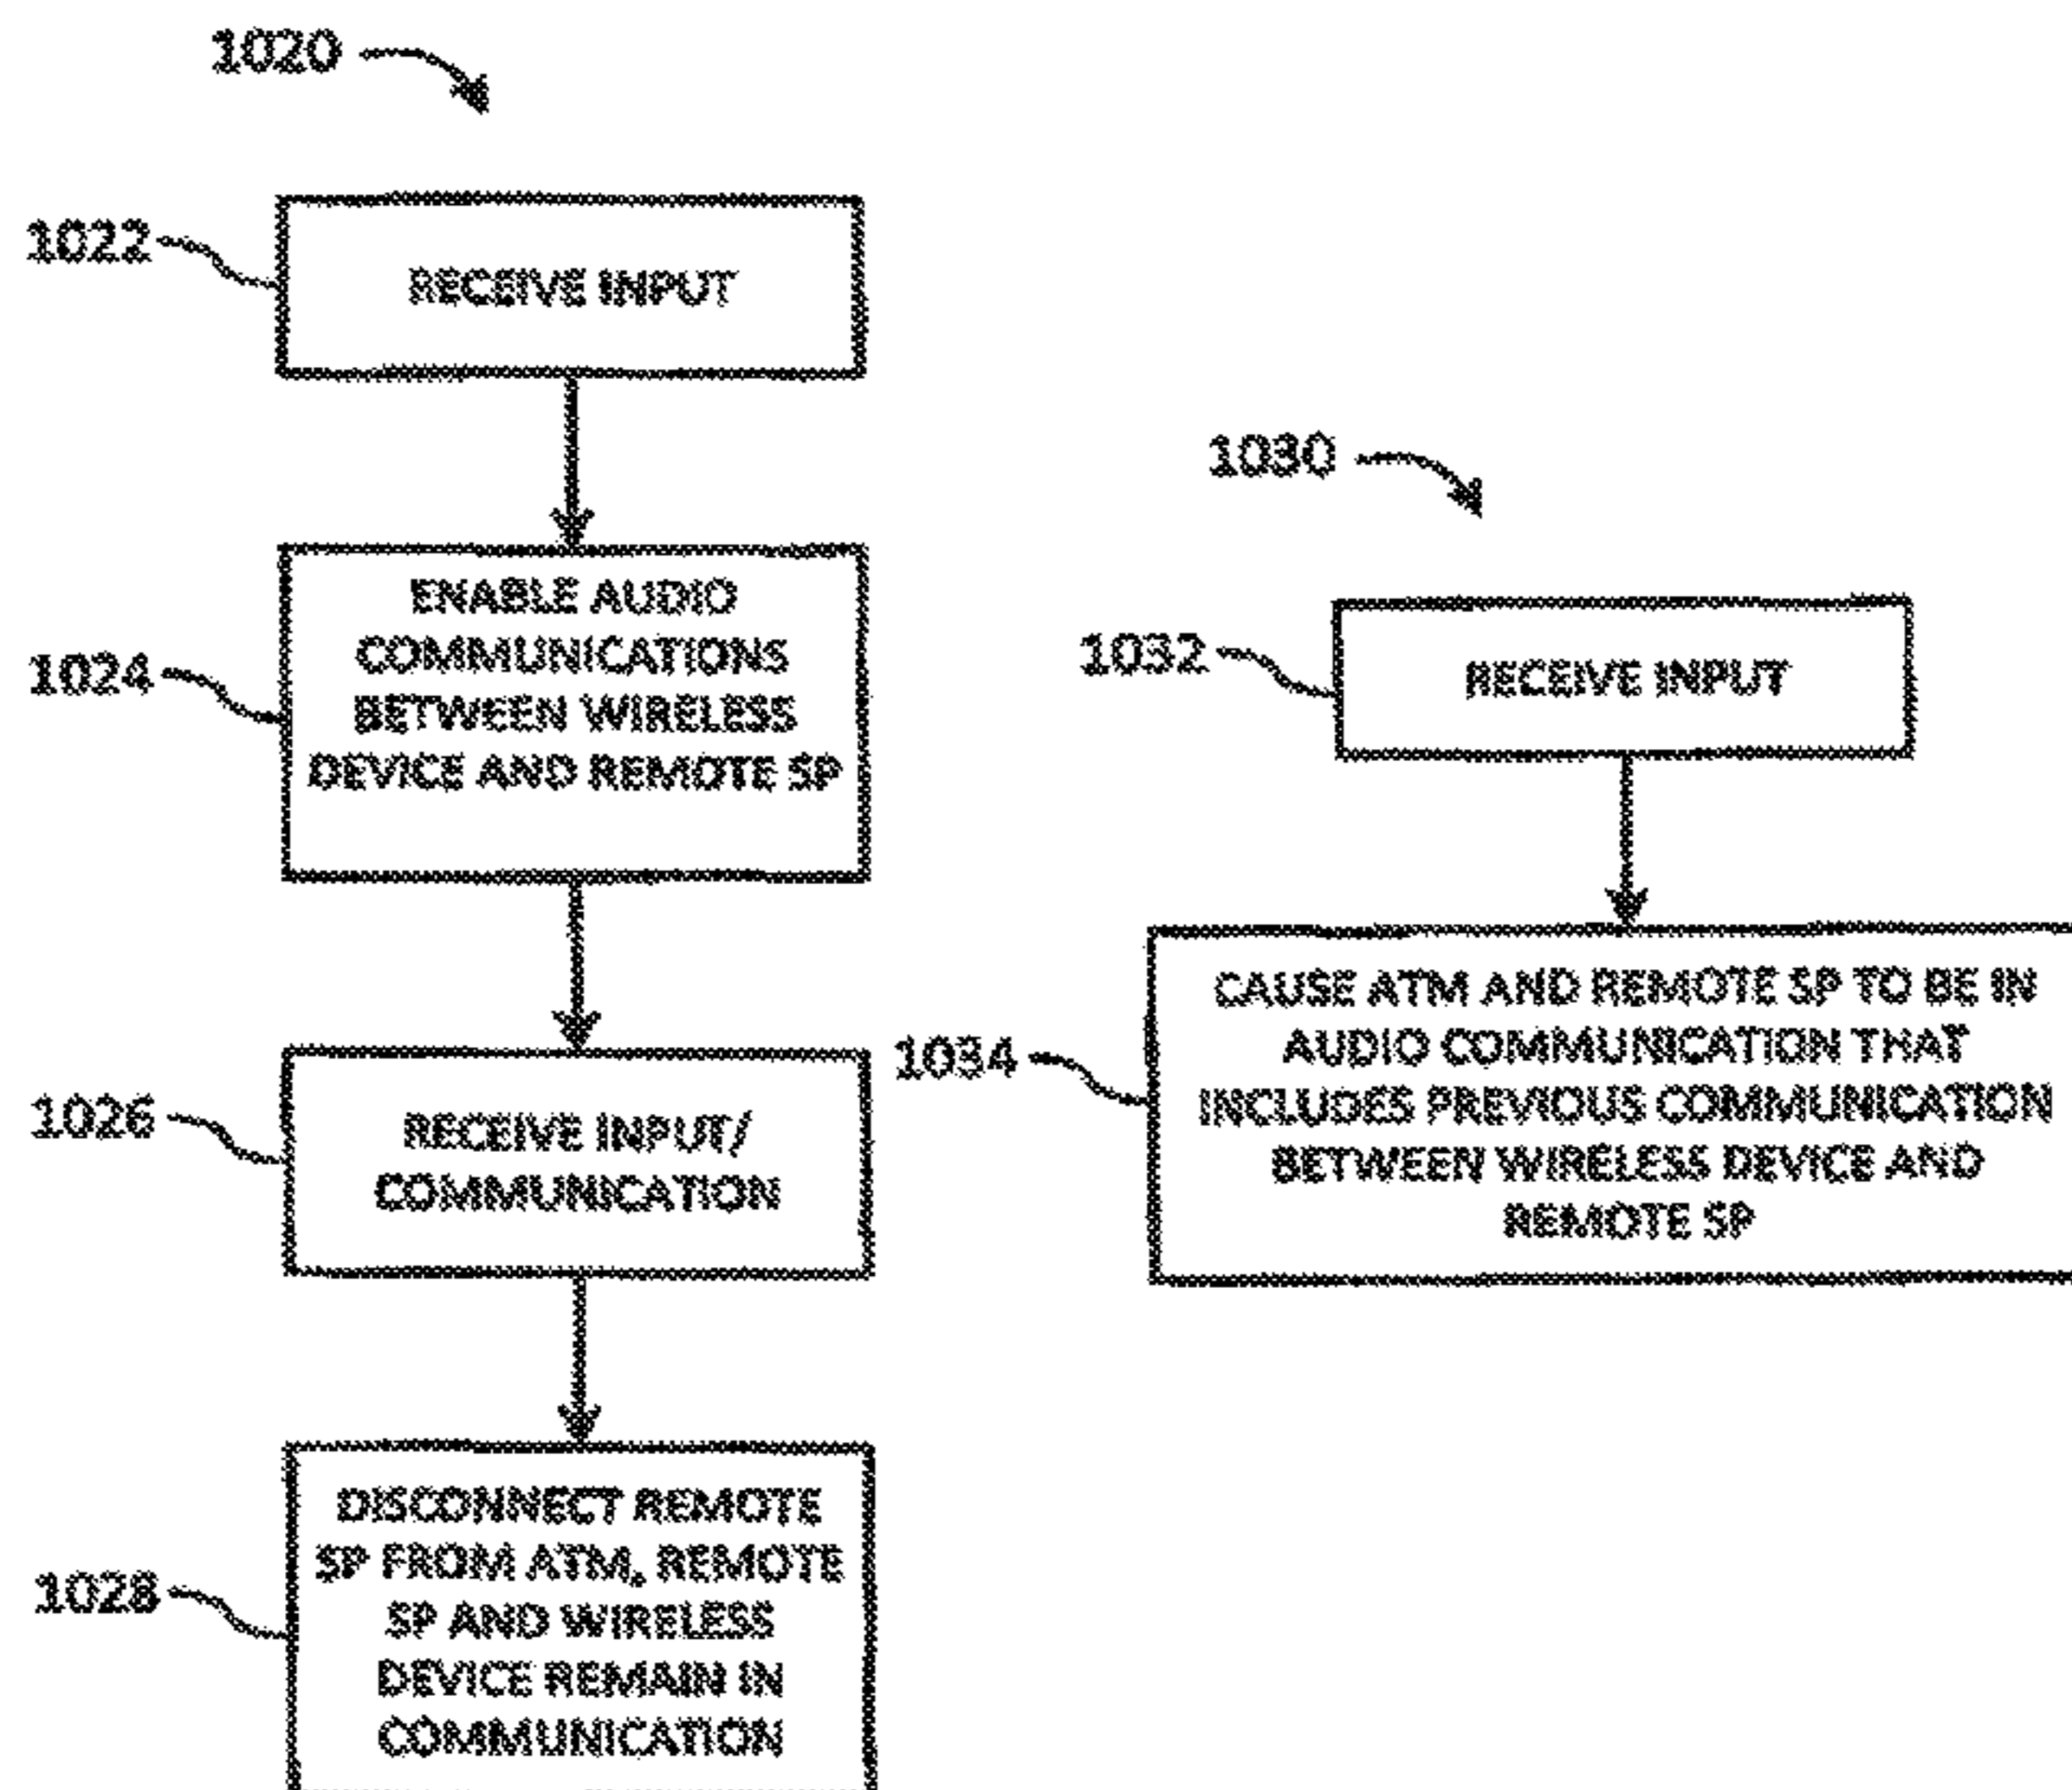 1020
1022
RECEIVE INPUT
1024
ENABLE AUDIO
COMMUNICATIONS
BETWEEN WIRELESS
DEVICE AND REMOTE SP
1026
RECEIVE INPUT/
COMMUNICATION
1028
DISCONNECT REMOTE
SP FROM ATM, REMOTE
SP AND WIRELESS
DEVICE REMAIN IN
COMMUNICATION
1030
1032
RECEIVE INPUT
1034
CAUSE ATM AND REMOTE SP TO BE IN
AUDIO COMMUNICATION THAT
INCLUDES PREVIOUS COMMUNICATION
BETWEEN WIRELESS DEVICE AND
REMOTE SP